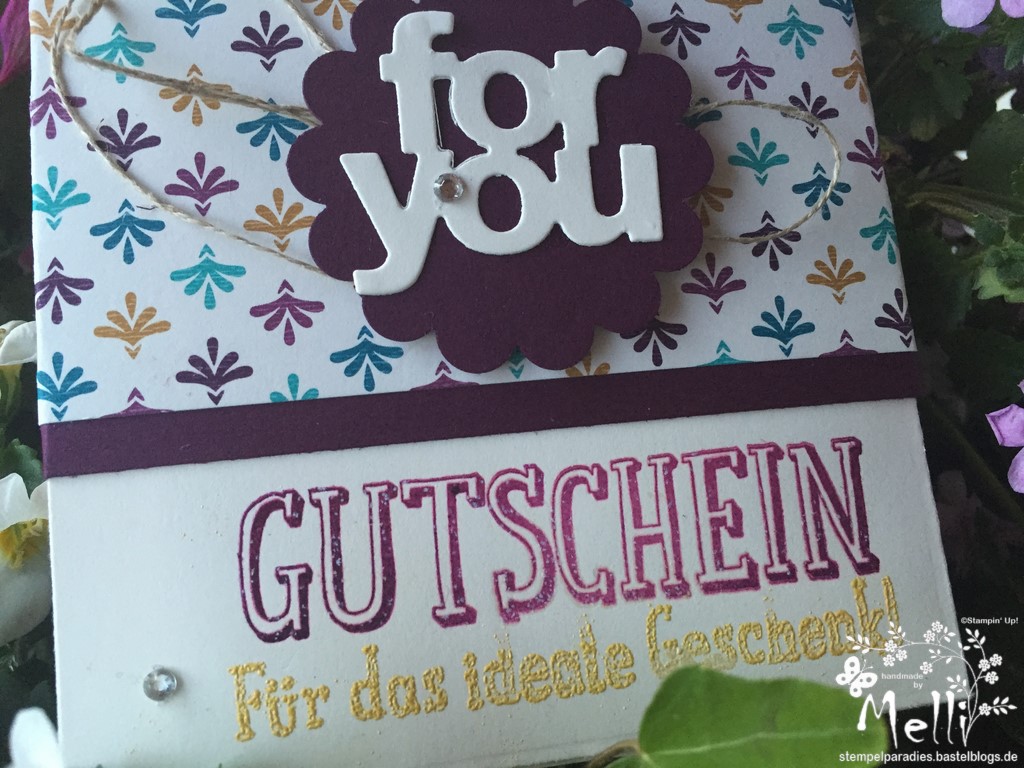 for
you
GUTSCHEIN
Für das ideale Geschenk!
©Stampin' Up!
handmade
by
Melli
stempelparadies.bastelblogs.de